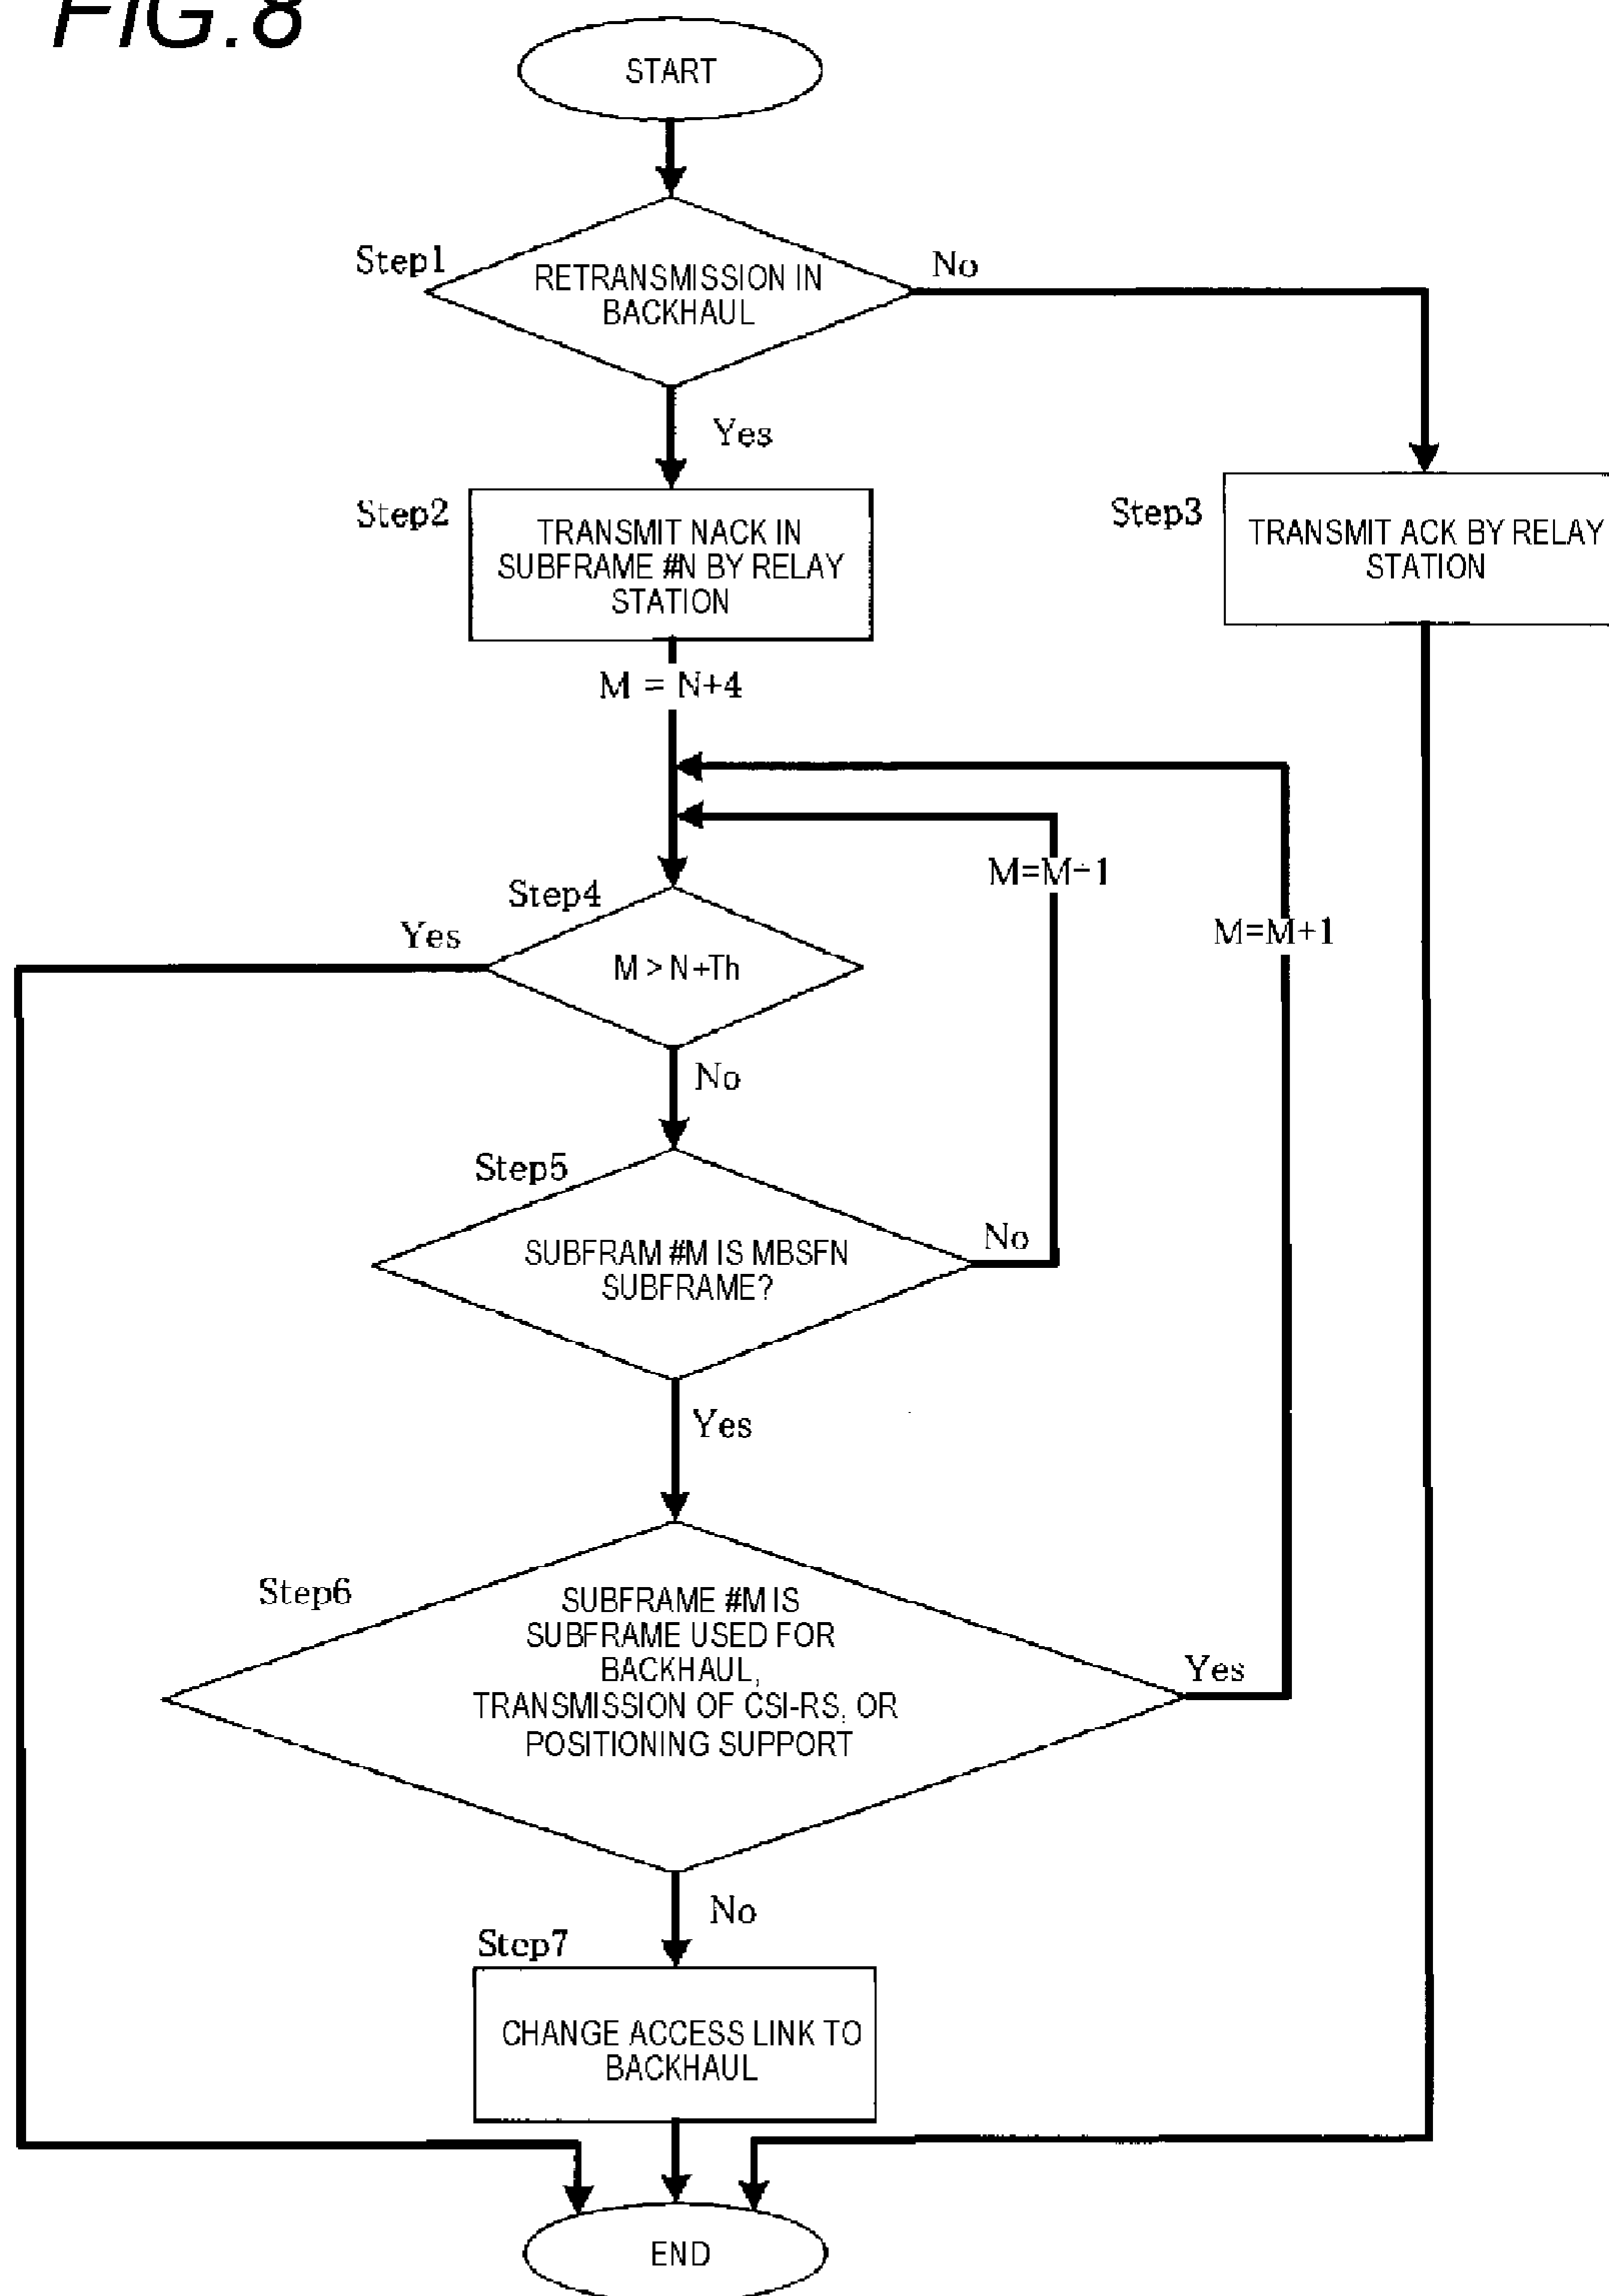 FIG.8
START
Step1
RETRANSMISSION IN
BACKHAUL
No
Yes
Step2
TRANSMIT NACK IN
SUBFRAME #N BY RELAY
STATION
Step3
TRANSMIT ACK BY RELAY
STATION
M = N+4
M=M+1
M=M+1
Step4
Yes
M > N+Th
No
Step5
SUBFRAM #M IS MBSFN
SUBFRAME?
No
Yes
Step6
SUBFRAME #M IS
SUBFRAME USED FOR
BACKHAUL,
TRANSMISSION OF CSI-RS, OR
POSITIONING SUPPORT
Yes
No
Step7
CHANGE ACCESS LINK TO
BACKHAUL
END